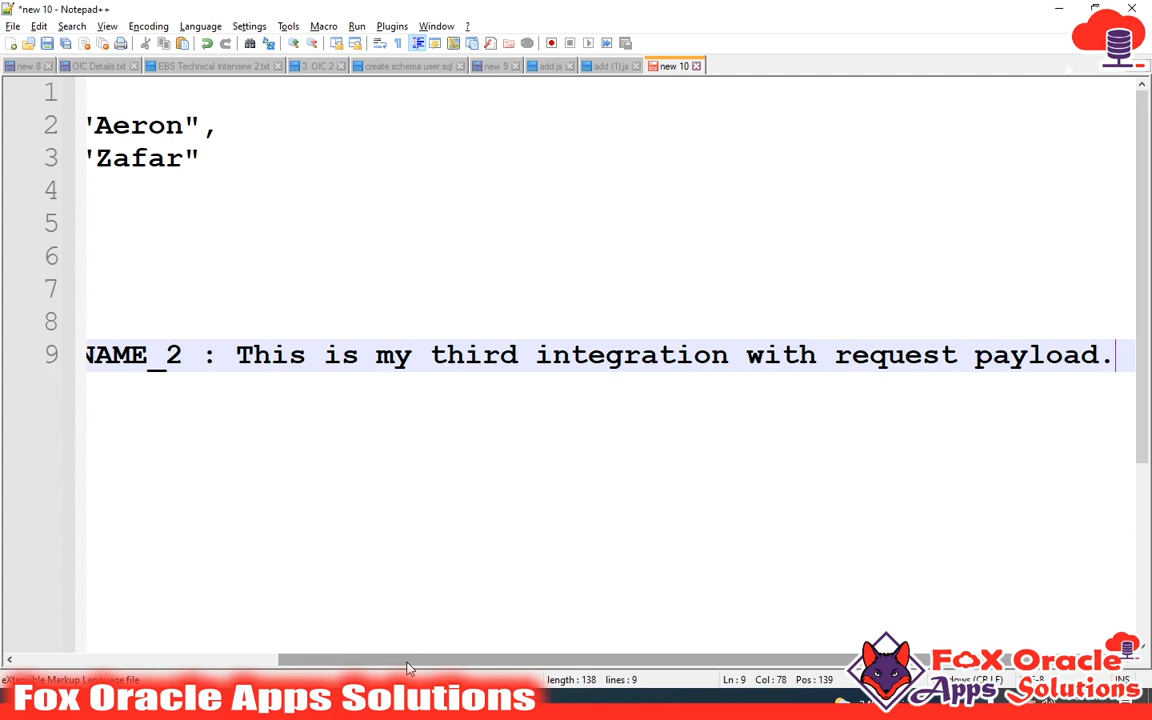 *new 10 - Notepad++
File Edit Search View Encoding Language Settings Tools Macro Run Plugins Window ?
new 8 OIC Details.txt EBS Technical Interview 2.txt 3. OIC 2 create schema user.sql new 9 add.js add (1).js new 10
1
2 "Aeron",
3 "Zafar"
4
5
6
7
8
9 NAME_2 : This is my third integration with request payload.
eXtensible Markup Language file length : 138 lines : 9 Ln : 9 Col : 78 Pos : 139 INS
Fox Oracle Apps Solutions
FOX Oracle
Apps Solutions